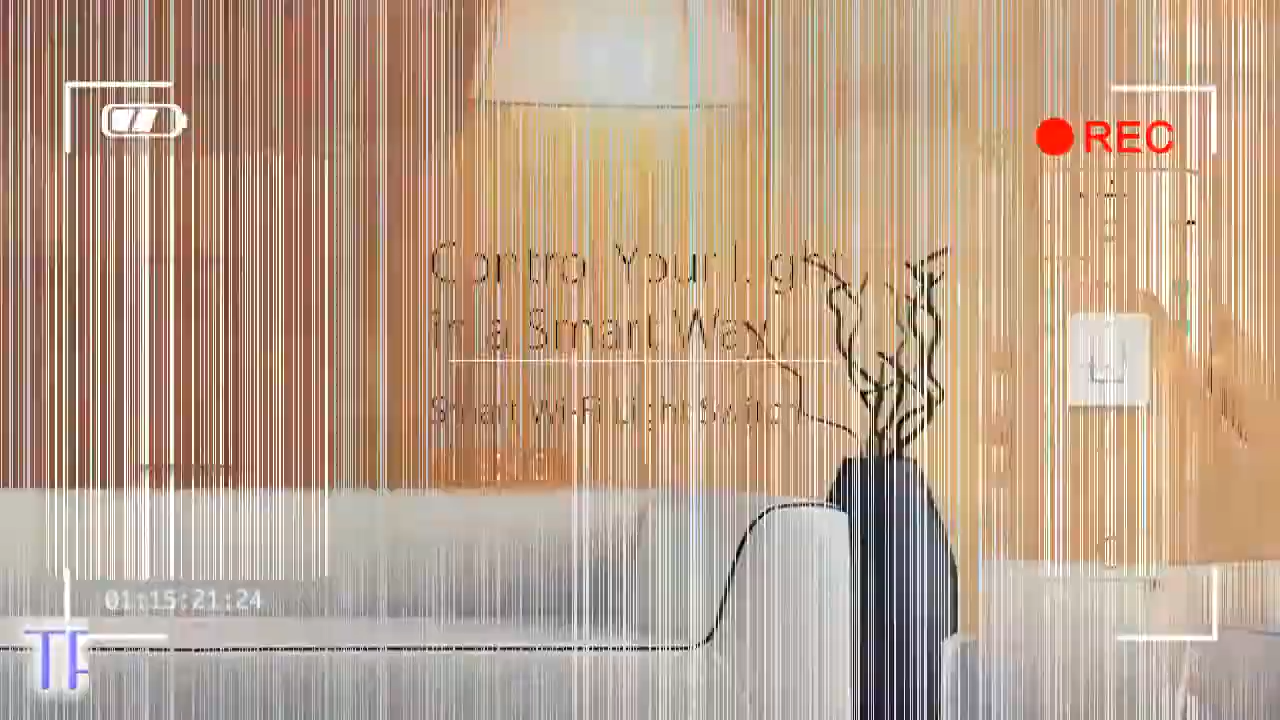 REC
Control Your Light
in a Smart Way
Smart Wi-Fi Light Switch
01:15:21:24